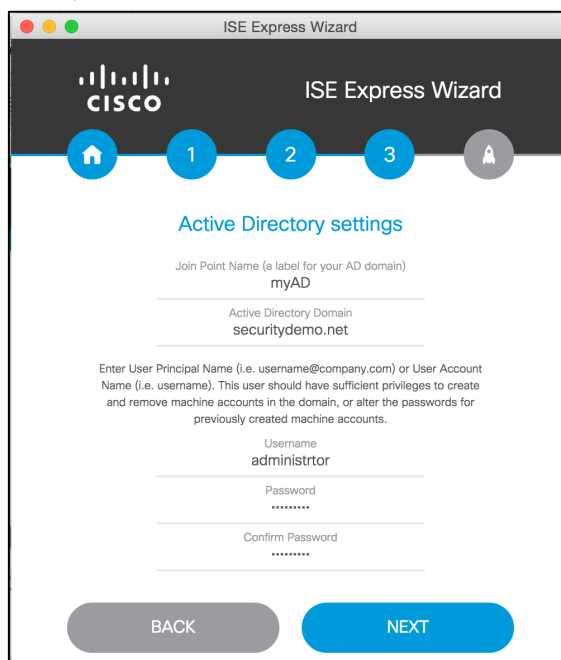 ISE Express Wizard
CISCO
ISE Express Wizard
1
2
3
Active Directory settings
Join Point Name (a label for your AD domain)
myAD
Active Directory Domain
securitydemo.net
Enter User Principal Name (i.e. username@company.com) or User Account
Name (i.e. username). This user should have sufficient privileges to create
and remove machine accounts in the domain, or alter the passwords for
previously created machine accounts.
Username
administrtor
Password
•••••••••
Confirm Password
•••••••••
BACK
NEXT